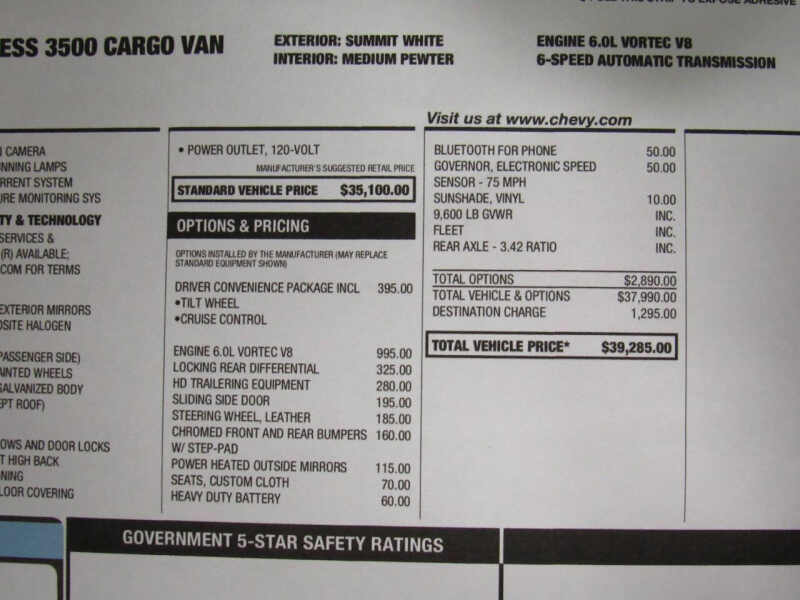 TO EXPOSE ADHESIVE
ESS 3500 CARGO VAN
EXTERIOR: SUMMIT WHITE
INTERIOR: MEDIUM PEWTER
ENGINE 6.0L VORTEC V8
6-SPEED AUTOMATIC TRANSMISSION
Visit us at www.chevy.com
CAMERA
NNING LAMPS
RRENT SYSTEM
URE MONITORING SYS
TY & TECHNOLOGY
SERVICES &
(R) AVAILABLE;
COM FOR TERMS
EXTERIOR MIRRORS
OSITE HALOGEN
PASSENGER SIDE)
AINTED WHEELS
GALVANIZED BODY
EPT ROOF)
OWS AND DOOR LOCKS
T HIGH BACK
NING
LOOR COVERING
• POWER OUTLET, 120-VOLT
MANUFACTURER'S SUGGESTED RETAIL PRICE
STANDARD VEHICLE PRICE $35,100.00
OPTIONS & PRICING
OPTIONS INSTALLED BY THE MANUFACTURER (MAY REPLACE
STANDARD EQUIPMENT SHOWN)
DRIVER CONVENIENCE PACKAGE INCL 395.00
•TILT WHEEL
•CRUISE CONTROL
ENGINE 6.0L VORTEC V8 995.00
LOCKING REAR DIFFERENTIAL 325.00
HD TRAILERING EQUIPMENT 280.00
SLIDING SIDE DOOR 195.00
STEERING WHEEL, LEATHER 185.00
CHROMED FRONT AND REAR BUMPERS 160.00
W/ STEP-PAD
POWER HEATED OUTSIDE MIRRORS 115.00
SEATS, CUSTOM CLOTH 70.00
HEAVY DUTY BATTERY 60.00
BLUETOOTH FOR PHONE 50.00
GOVERNOR, ELECTRONIC SPEED 50.00
SENSOR - 75 MPH
SUNSHADE, VINYL 10.00
9,600 LB GVWR INC.
FLEET INC.
REAR AXLE - 3.42 RATIO INC.
TOTAL OPTIONS $2,890.00
TOTAL VEHICLE & OPTIONS $37,990.00
DESTINATION CHARGE 1,295.00
TOTAL VEHICLE PRICE* $39,285.00
GOVERNMENT 5-STAR SAFETY RATINGS